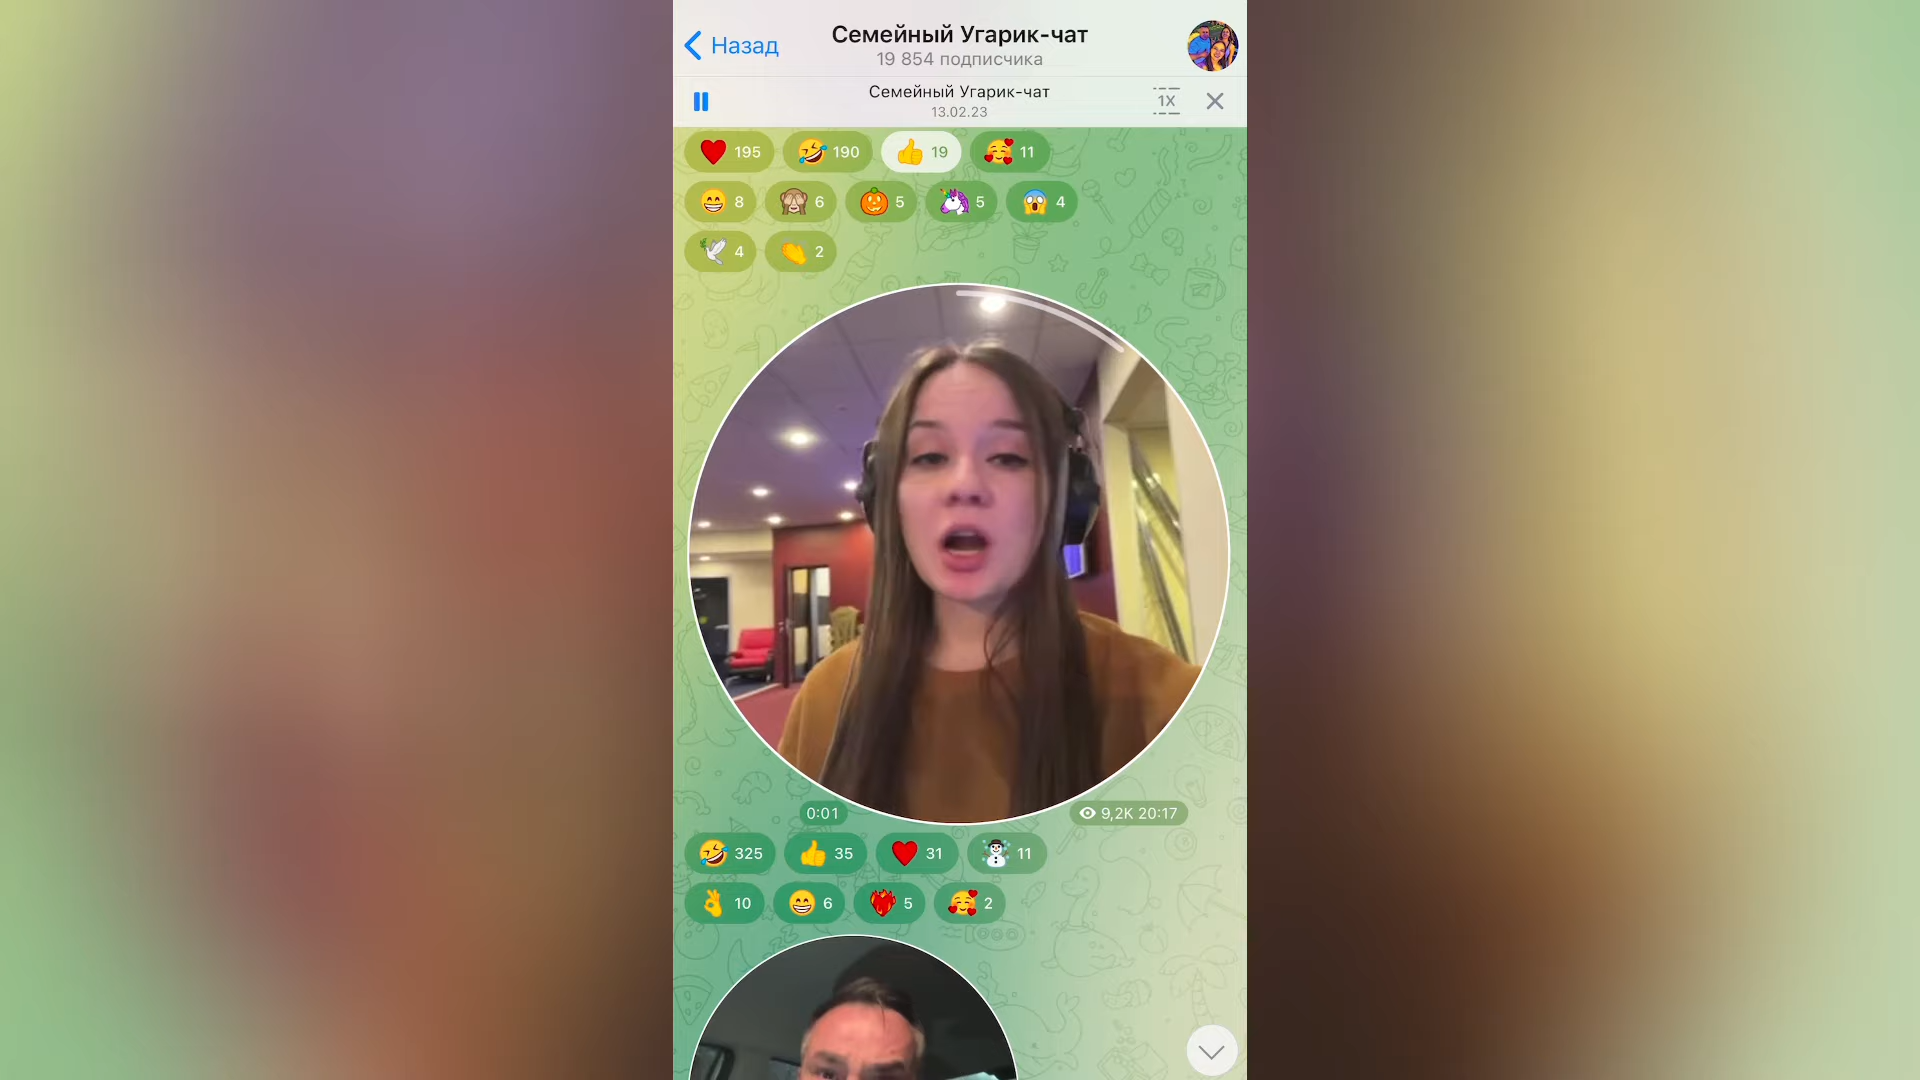 Назад
Семейный Угарик-чат
19 854 подписчика
Семейный Угарик-чат
13.02.23
1X
195 190 19 11
8 6 5 5 4
4 2
0:01
9,2K 20:17
325 35 31 11
10 6 5 2